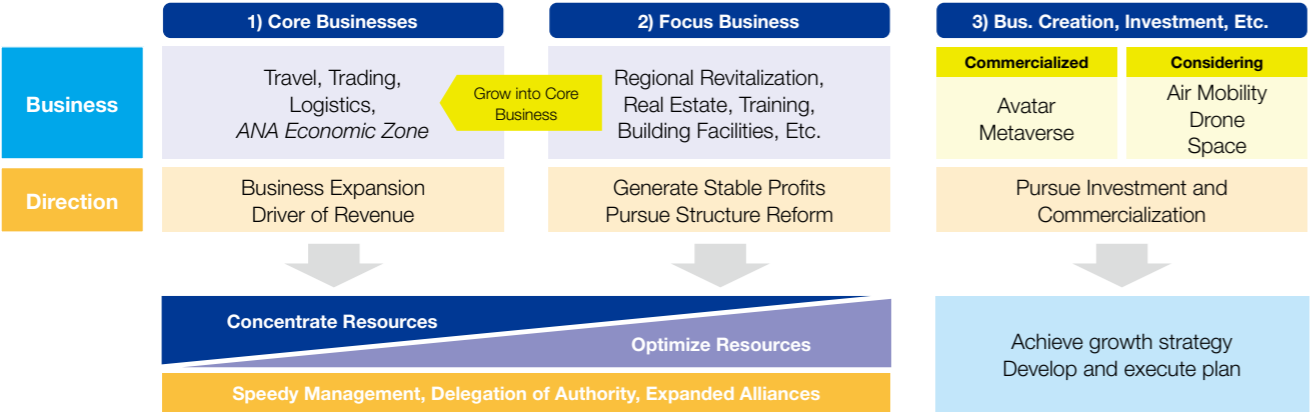 1) Core Businesses
2) Focus Business
3) Bus. Creation, Investment, Etc.
Business
Travel, Trading,
Logistics,
ANA Economic Zone
Grow into Core
Business
Regional Revitalization,
Real Estate, Training,
Building Facilities, Etc.
Commercialized
Avatar
Metaverse
Considering
Air Mobility
Drone
Space
Direction
Business Expansion
Driver of Revenue
Generate Stable Profits
Pursue Structure Reform
Pursue Investment and
Commercialization
Concentrate Resources
Optimize Resources
Speedy Management, Delegation of Authority, Expanded Alliances
Achieve growth strategy
Develop and execute plan